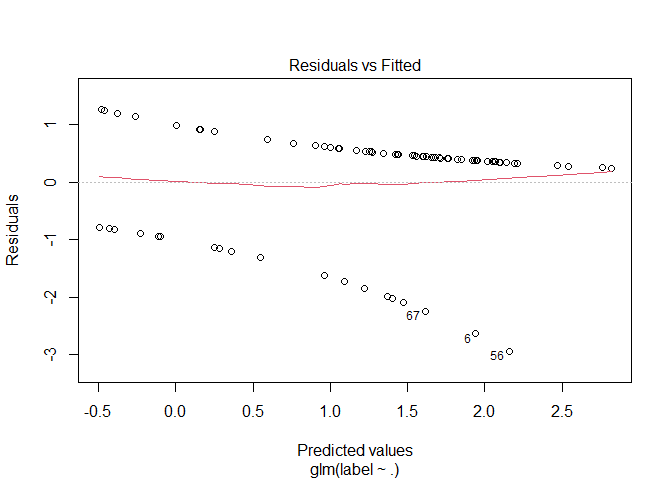 Residuals vs Fitted
Residuals
1
0
-1
-2
-3
67
6
56
-0.5 0.0 0.5 1.0 1.5 2.0 2.5
Predicted values
glm(label ~ .)